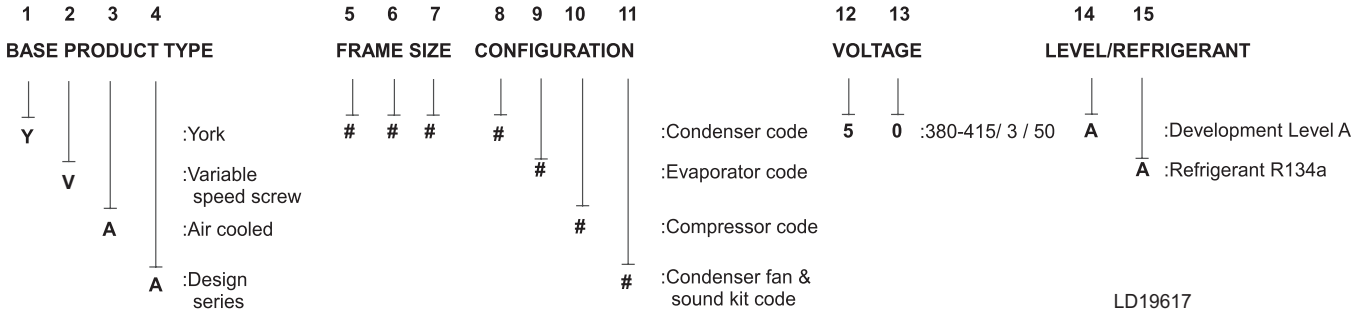 1 2 3 4 5 6 7 8 9 10 11 12 13 14 15
BASE PRODUCT TYPE FRAME SIZE CONFIGURATION VOLTAGE LEVEL/REFRIGERANT
Y :York # # # # :Condenser code 5 0 :380-415/ 3 / 50 A :Development Level A
V :Variable
speed screw
# :Evaporator code
A :Refrigerant R134a
A :Air cooled
# :Compressor code
A :Design
series
# :Condenser fan &
sound kit code
LD19617